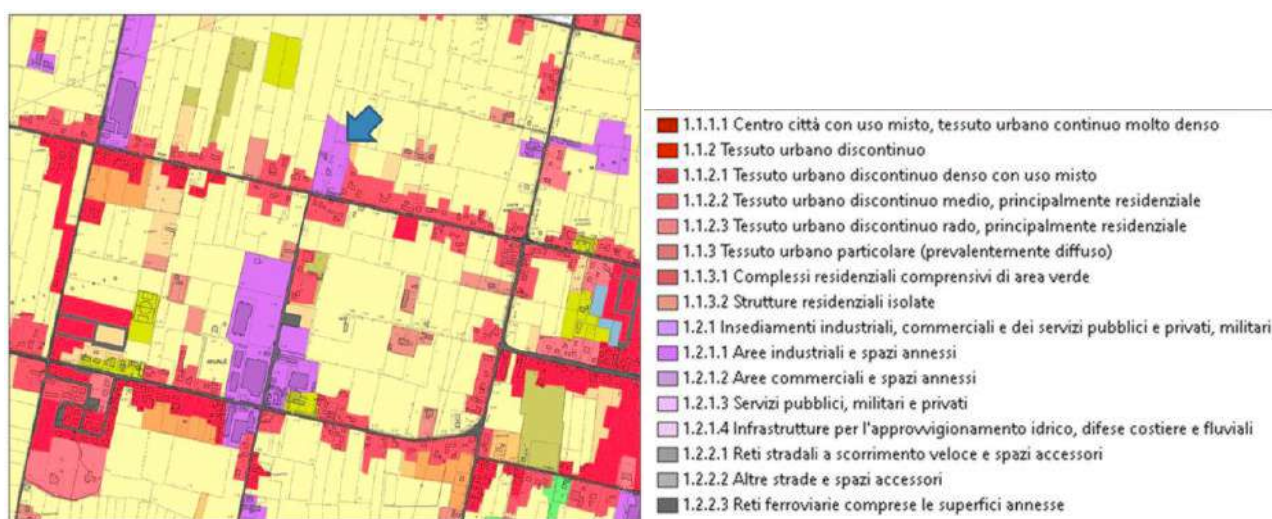 1.1.1.1 Centro città con uso misto, tessuto urbano continuo molto denso
1.1.2 Tessuto urbano discontinuo
1.1.2.1 Tessuto urbano discontinuo denso con uso misto
1.1.2.2 Tessuto urbano discontinuo medio, principalmente residenziale
1.1.2.3 Tessuto urbano discontinuo rado, principalmente residenziale
1.1.3 Tessuto urbano particolare (prevalentemente diffuso)
1.1.3.1 Complessi residenziali comprensivi di area verde
1.1.3.2 Strutture residenziali isolate
1.2.1 Insediamenti industriali, commerciali e dei servizi pubblici e privati, militari
1.2.1.1 Aree industriali e spazi annessi
1.2.1.2 Aree commerciali e spazi annessi
1.2.1.3 Servizi pubblici, militari e privati
1.2.1.4 Infrastrutture per l'approvvigionamento idrico, difese costiere e fluviali
1.2.2.1 Reti stradali a scorrimento veloce e spazi accessori
1.2.2.2 Altre strade e spazi accessori
1.2.2.3 Reti ferroviarie comprese le superfici annesse